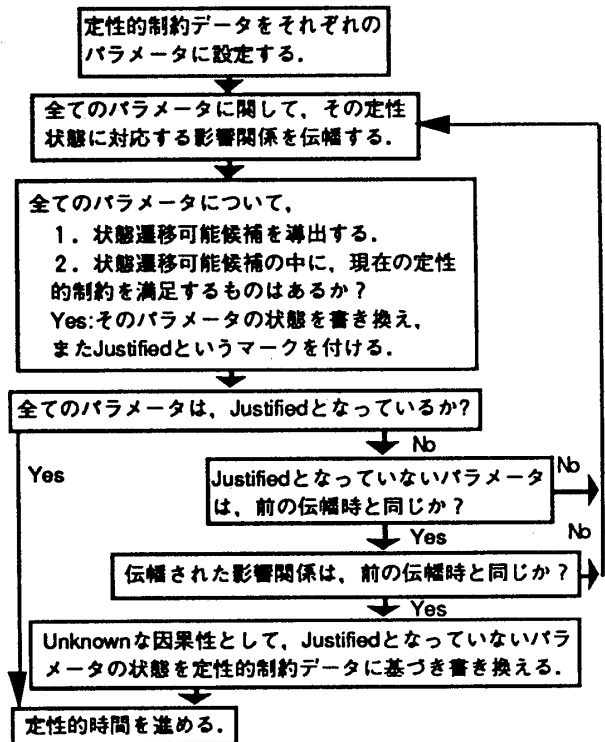 定性的制約データをそれぞれの
パラメータに設定する．
全てのパラメータに関して，その定性
状態に対応する影響関係を伝幅する．
全てのパラメータについて，
１．状態遷移可能候補を導出する．
２．状態遷移可能候補の中に，現在の定性
的制約を満足するものはあるか？
Yes:そのパラメータの状態を書き換え，
またJustifiedというマークを付ける．
全てのパラメータは，Justifiedとなっているか?
No
Yes
Justifiedとなっていないパラメータ
は，前の伝幅時と同じか？
No
Yes
No
伝幅された影響関係は，前の伝幅時と同じか？
Yes
Unknownな因果性として，Justifiedとなっていないパラ
メータの状態を定性的制約データに基づき書き換える．
定性的時間を進める．